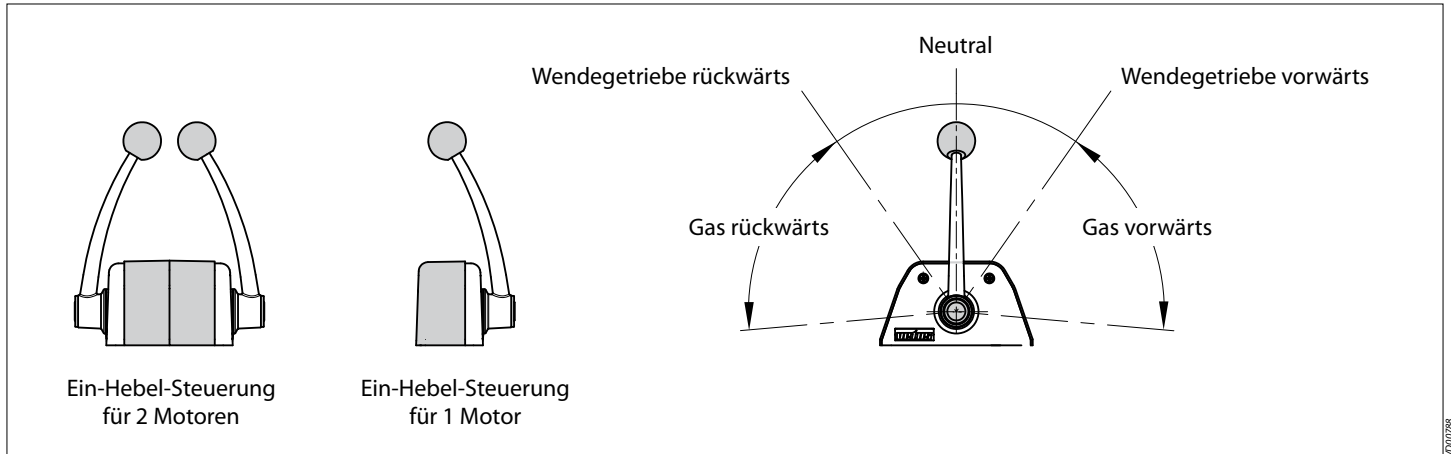 Neutral
Wendegetriebe rückwärts
Wendegetriebe vorwärts
Gas rückwärts
Gas vorwärts
Ein-Hebel-Steuerung
für 2 Motoren
Ein-Hebel-Steuerung
für 1 Motor